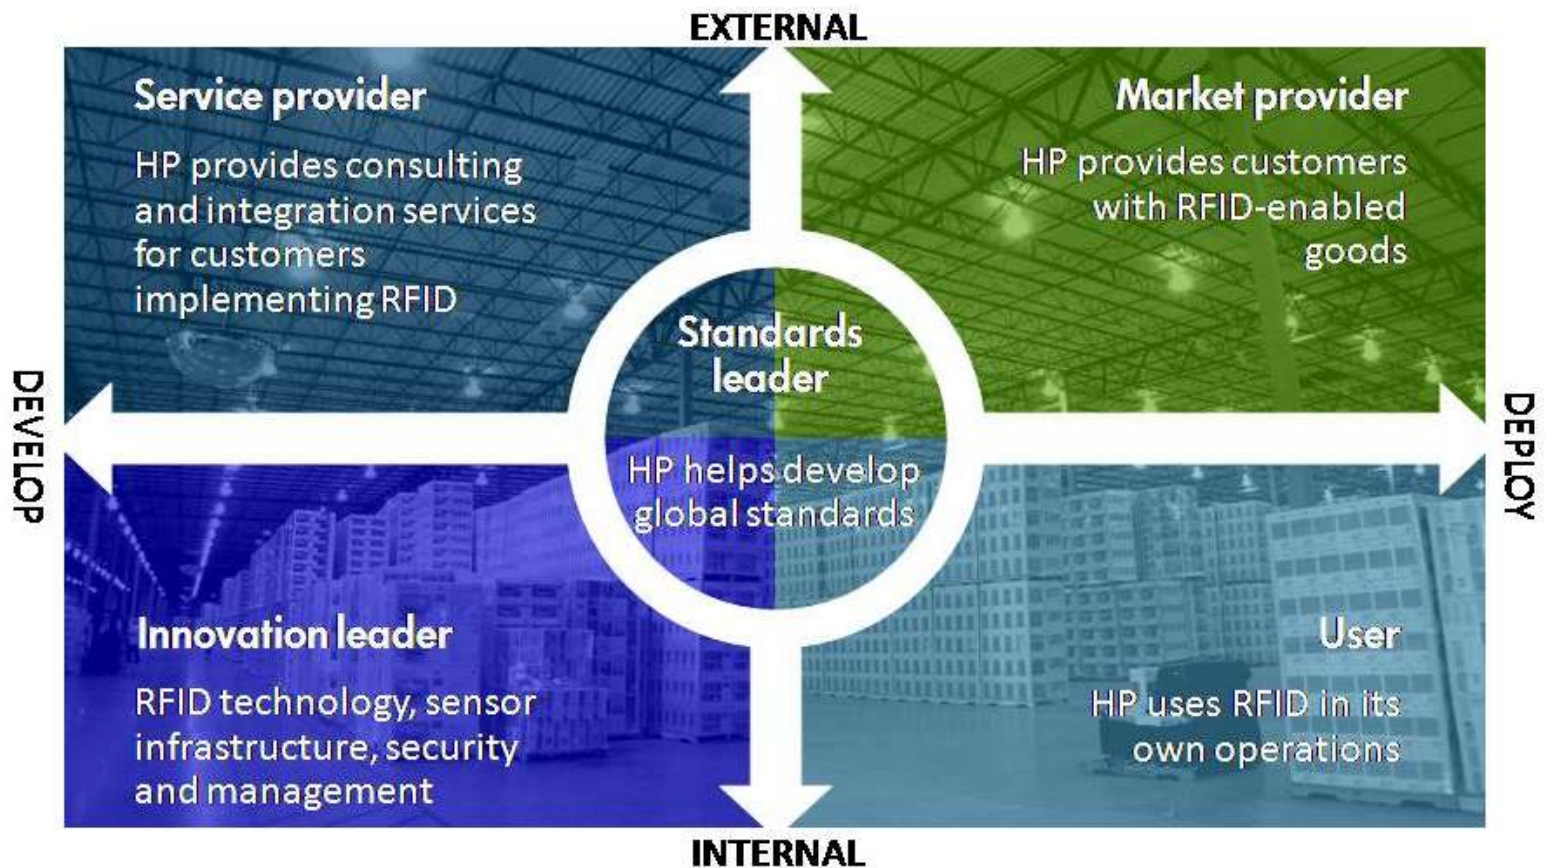 EXTERNAL
Service provider
HP provides consulting
and integration services
for customers
implementing RFID
Market provider
HP provides customers
with RFID-enabled
goods
Standards
leader
HP helps develop
global standards
DEVELOP
DEPLOY
Innovation leader
RFID technology, sensor
infrastructure, security
and management
User
HP uses RFID in its
own operations
INTERNAL